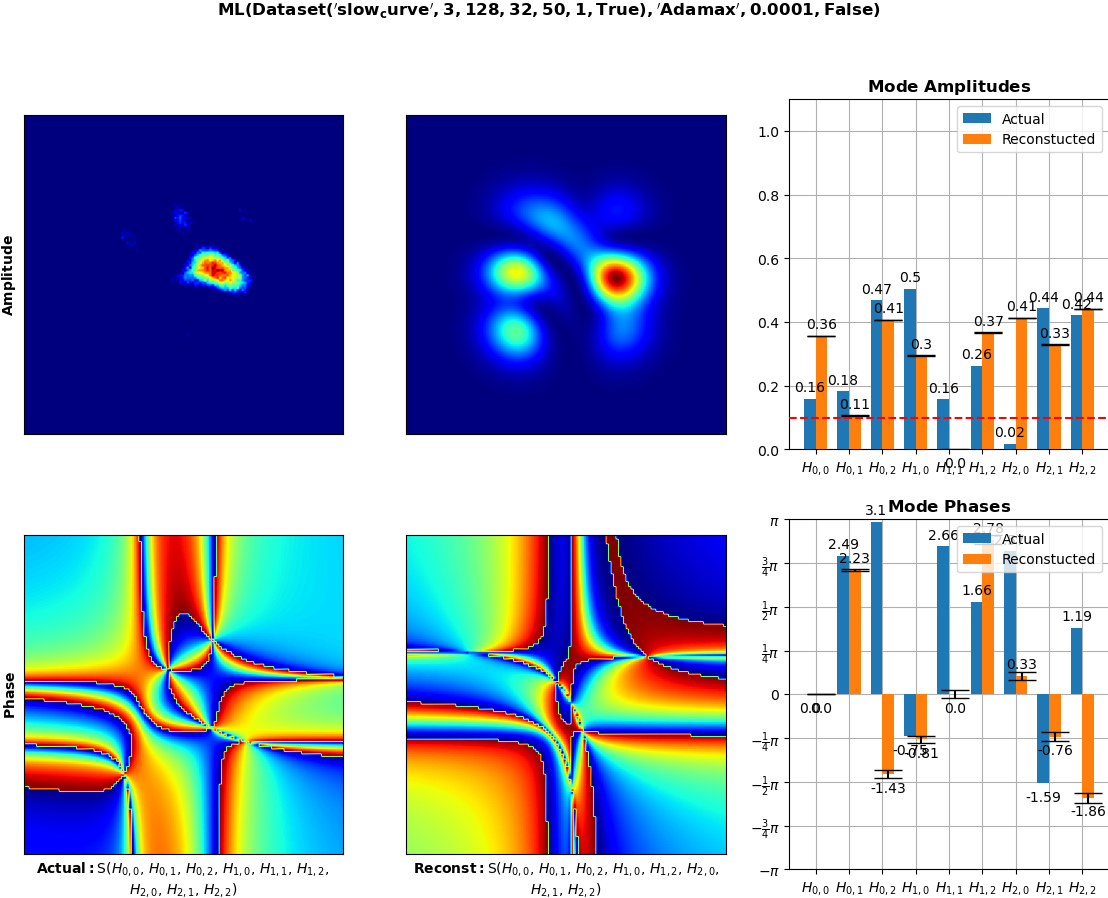 ML(Dataset('slow_curve', 3, 128, 32, 50, 1, True), 'Adamax', 0.0001, False)
Amplitude
Mode Amplitudes
Actual
Reconstucted
1.0
0.8
0.6
0.4
0.2
0.0
0.16 0.18 0.47 0.5 0.16 0.26 0.02 0.44 0.42
0.36 0.11 0.41 0.3 0.0 0.37 0.41 0.33 0.44
H0,0 H0,1 H0,2 H1,0 H1,1 H1,2 H2,0 H2,1 H2,2
Phase
Mode Phases
Actual
Reconstucted
π
3/4π
1/2π
1/4π
0
−1/4π
−1/2π
−3/4π
−π
0.0 2.49 3.1 -0.75 2.66 1.66 -1.59 1.19
0.0 2.23 -1.43 -0.81 0.0 2.78 0.33 -0.76 -1.86
H0,0 H0,1 H0,2 H1,0 H1,1 H1,2 H2,0 H2,1 H2,2
Actual: S(H0,0, H0,1, H0,2, H1,0, H1,1, H1,2,
H2,0, H2,1, H2,2)
Reconst: S(H0,0, H0,1, H0,2, H1,0, H1,2, H2,0,
H2,1, H2,2)